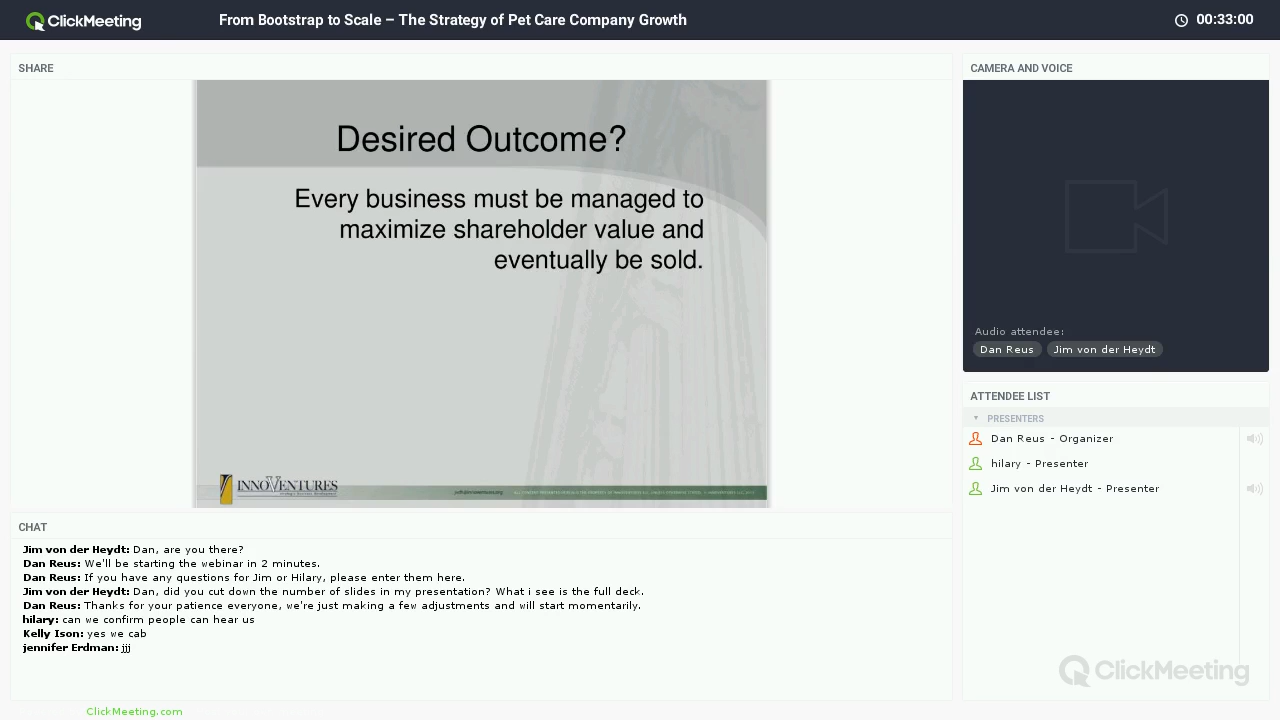 ClickMeeting
From Bootstrap to Scale – The Strategy of Pet Care Company Growth
00:33:00
SHARE
Desired Outcome?
Every business must be managed to
maximize shareholder value and
eventually be sold.
INNOVENTURES
CHAT
Jim von der Heydt: Dan, are you there?
Dan Reus: We'll be starting the webinar in 2 minutes.
Dan Reus: If you have any questions for Jim or Hilary, please enter them here.
Jim von der Heydt: Dan, did you cut down the number of slides in my presentation? What i see is the full deck.
Dan Reus: Thanks for your patience everyone, we're just making a few adjustments and will start momentarily.
hilary: can we confirm people can hear us
Kelly Ison: yes we cab
jennifer Erdman: jjj
ClickMeeting.com
CAMERA AND VOICE
Audio attendee:
Dan Reus
Jim von der Heydt
ATTENDEE LIST
PRESENTERS
Dan Reus - Organizer
hilary - Presenter
Jim von der Heydt - Presenter
ClickMeeting